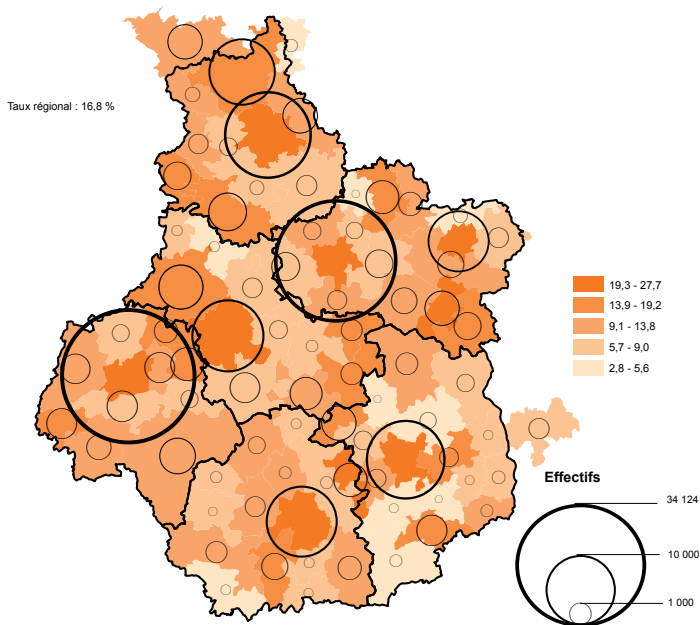 Taux régional : 16,8 %
19,3 - 27,7
13,9 - 19,2
9,1 - 13,8
5,7 - 9,0
2,8 - 5,6
Effectifs
34 124
10 000
1 000